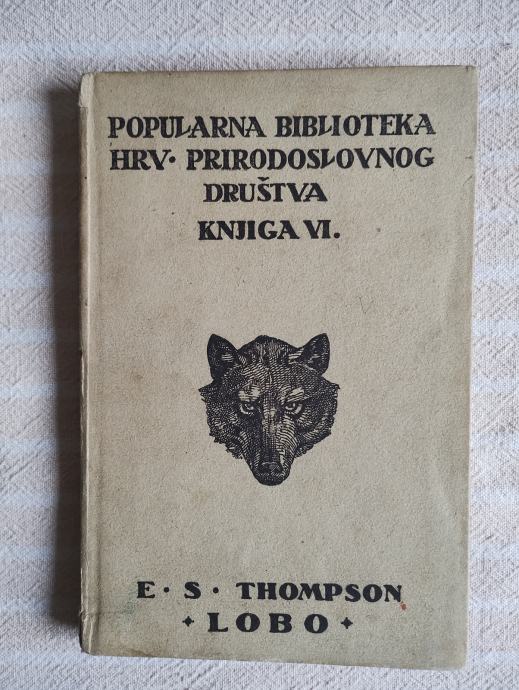 POPULARNA BIBLIOTEKA
HRV· PRIRODOSLOVNOG
DRUŠTVA
KNJIGA VI.
E · S · THOMPSON
· LOBO ·